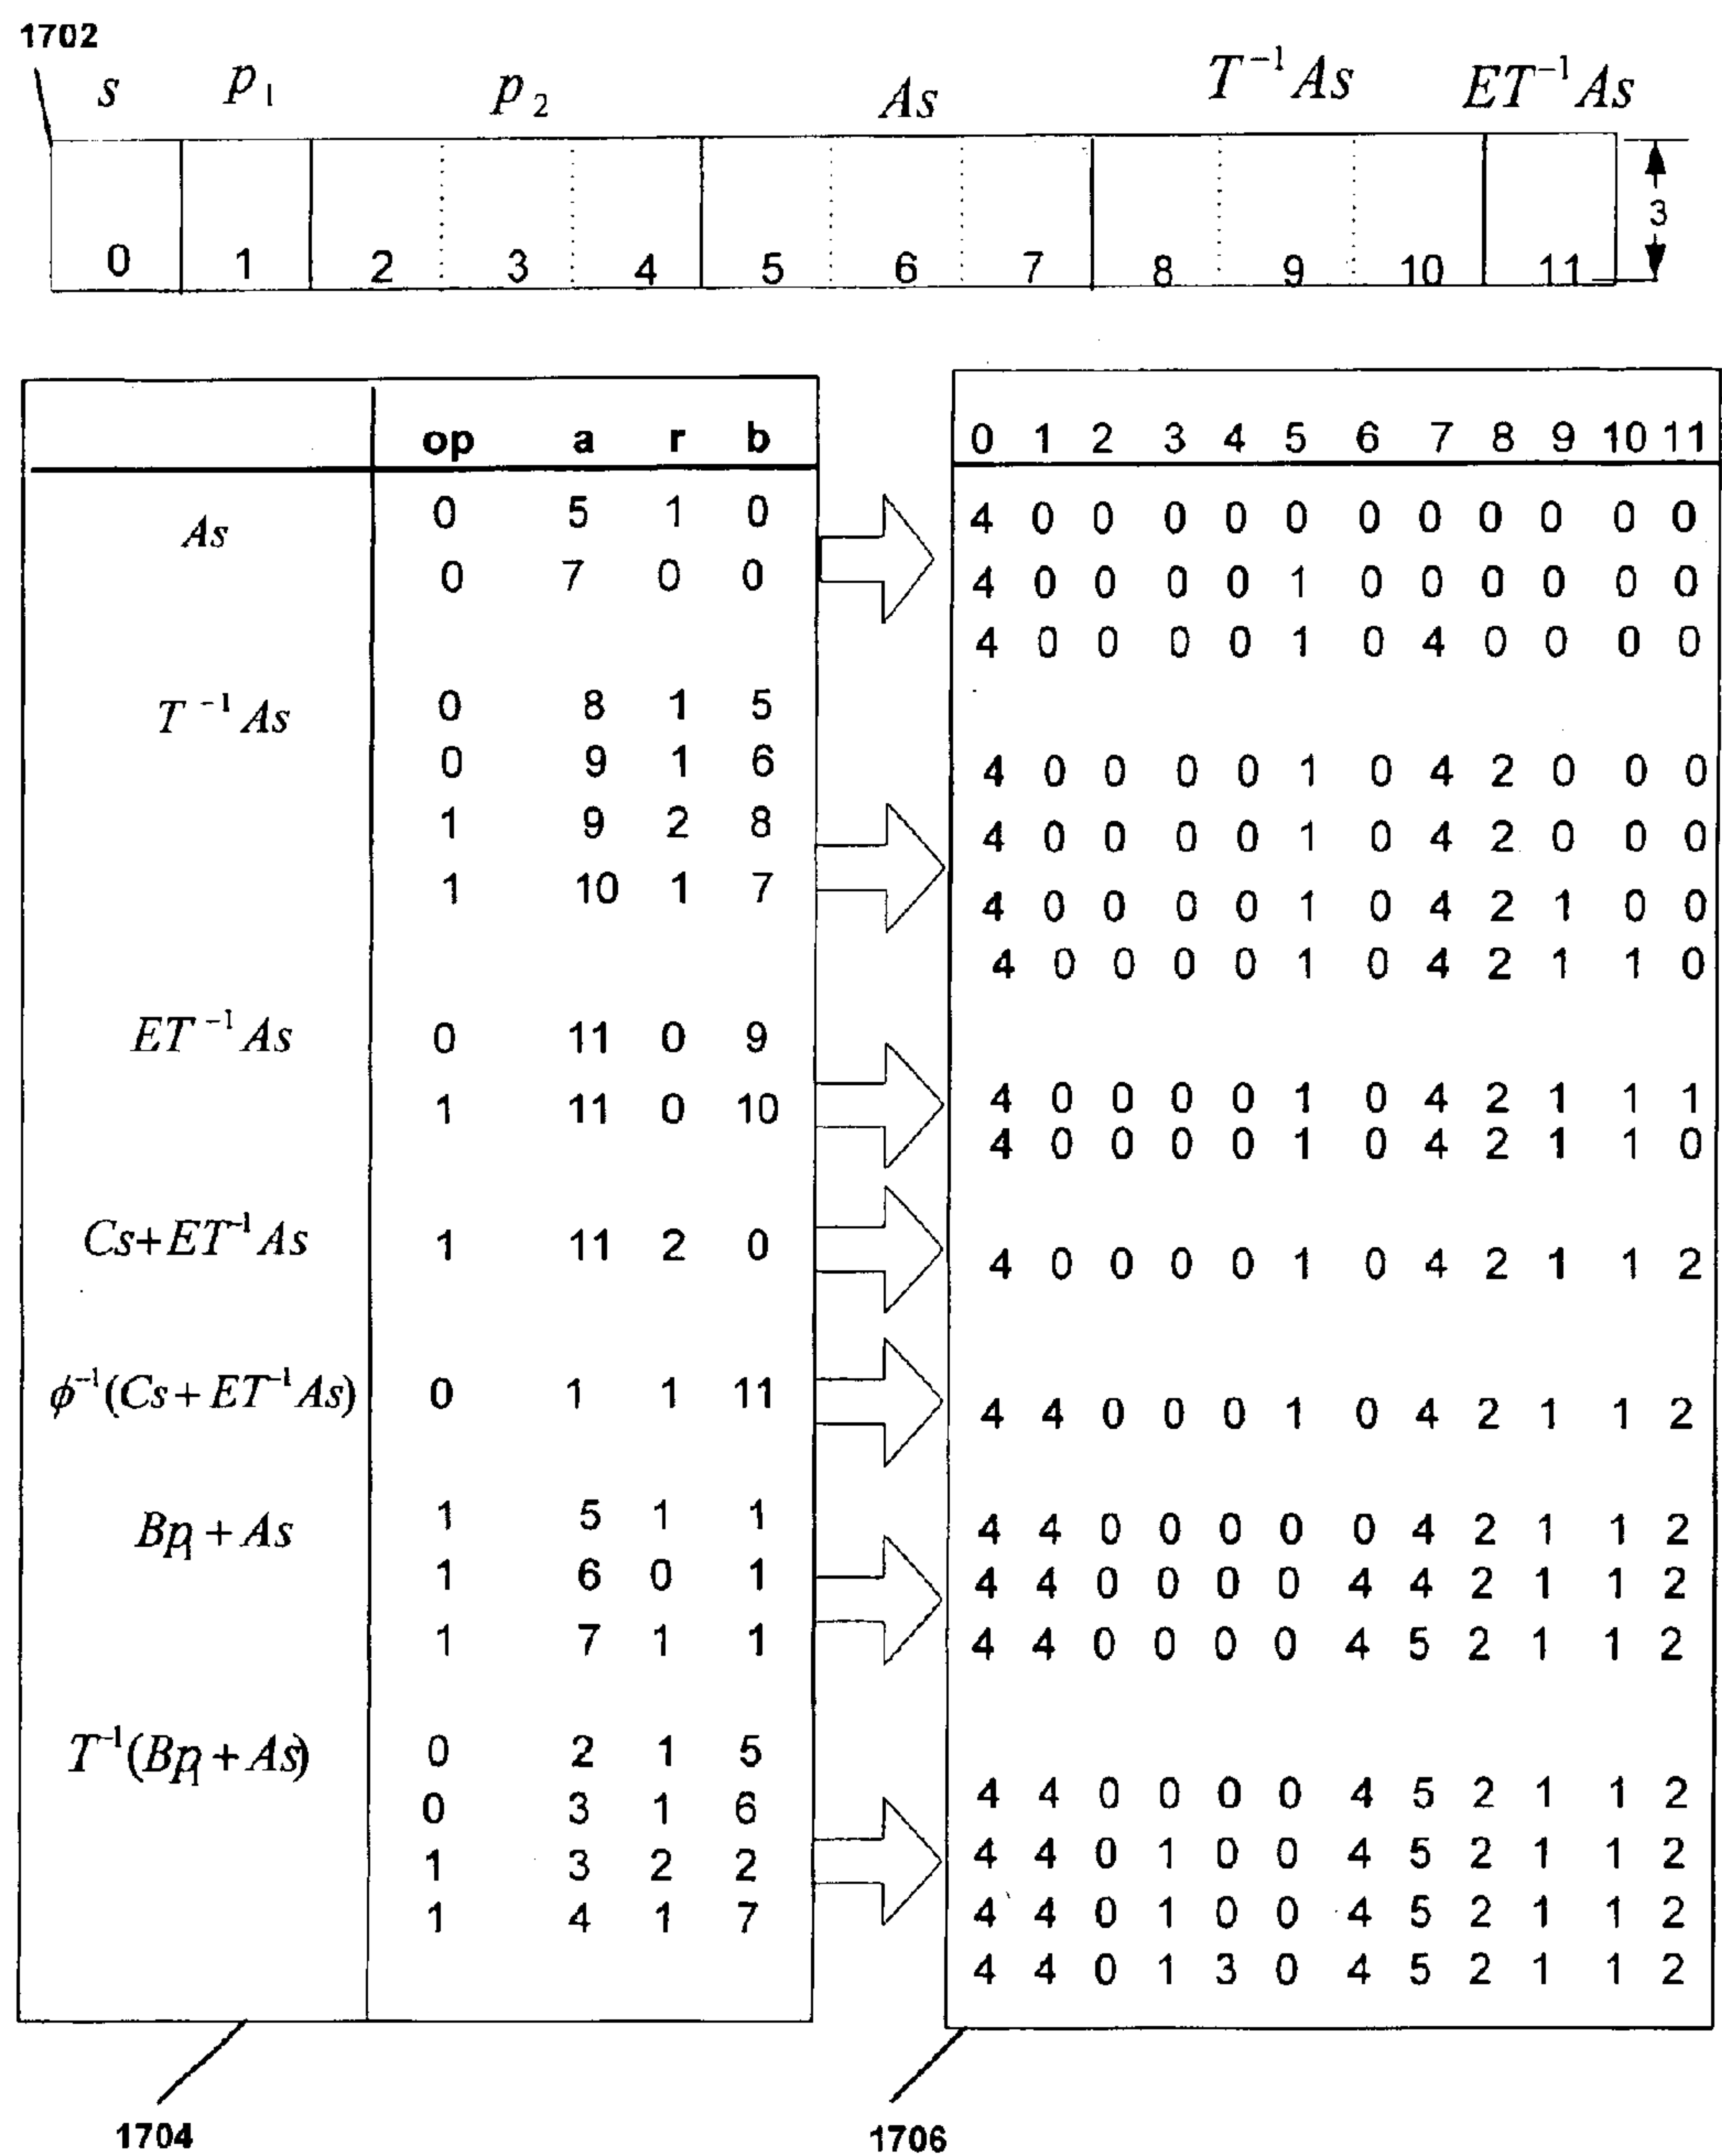 1702
s p₁ p₂ As T⁻¹As ET⁻¹As
0 1 2 3 4 5 6 7 8 9 10 11
3
op a r b
As 0 5 1 0
0 7 0 0
T⁻¹As 0 8 1 5
0 9 1 6
1 9 2 8
1 10 1 7
ET⁻¹As 0 11 0 9
1 11 0 10
Cs+ET⁻¹As 1 11 2 0
ϕ⁻¹(Cs+ET⁻¹As) 0 1 1 11
Bp₁+As 1 5 1 1
1 6 0 1
1 7 1 1
T⁻¹(Bp₁+As) 0 2 1 5
0 3 1 6
1 3 2 2
1 4 1 7
0 1 2 3 4 5 6 7 8 9 10 11
4 0 0 0 0 0 0 0 0 0 0 0
4 0 0 0 0 1 0 0 0 0 0 0
4 0 0 0 0 1 0 4 0 0 0 0
4 0 0 0 0 1 0 4 2 0 0 0
4 0 0 0 0 1 0 4 2 0 0 0
4 0 0 0 0 1 0 4 2 1 0 0
4 0 0 0 0 1 0 4 2 1 1 0
4 0 0 0 0 1 0 4 2 1 1 1
4 0 0 0 0 1 0 4 2 1 1 0
4 0 0 0 0 1 0 4 2 1 1 2
4 4 0 0 0 1 0 4 2 1 1 2
4 4 0 0 0 0 0 4 2 1 1 2
4 4 0 0 0 0 4 4 2 1 1 2
4 4 0 0 0 0 4 5 2 1 1 2
4 4 0 0 0 0 4 5 2 1 1 2
4 4 0 1 0 0 4 5 2 1 1 2
4 4 0 1 0 0 4 5 2 1 1 2
4 4 0 1 3 0 4 5 2 1 1 2
1704
1706